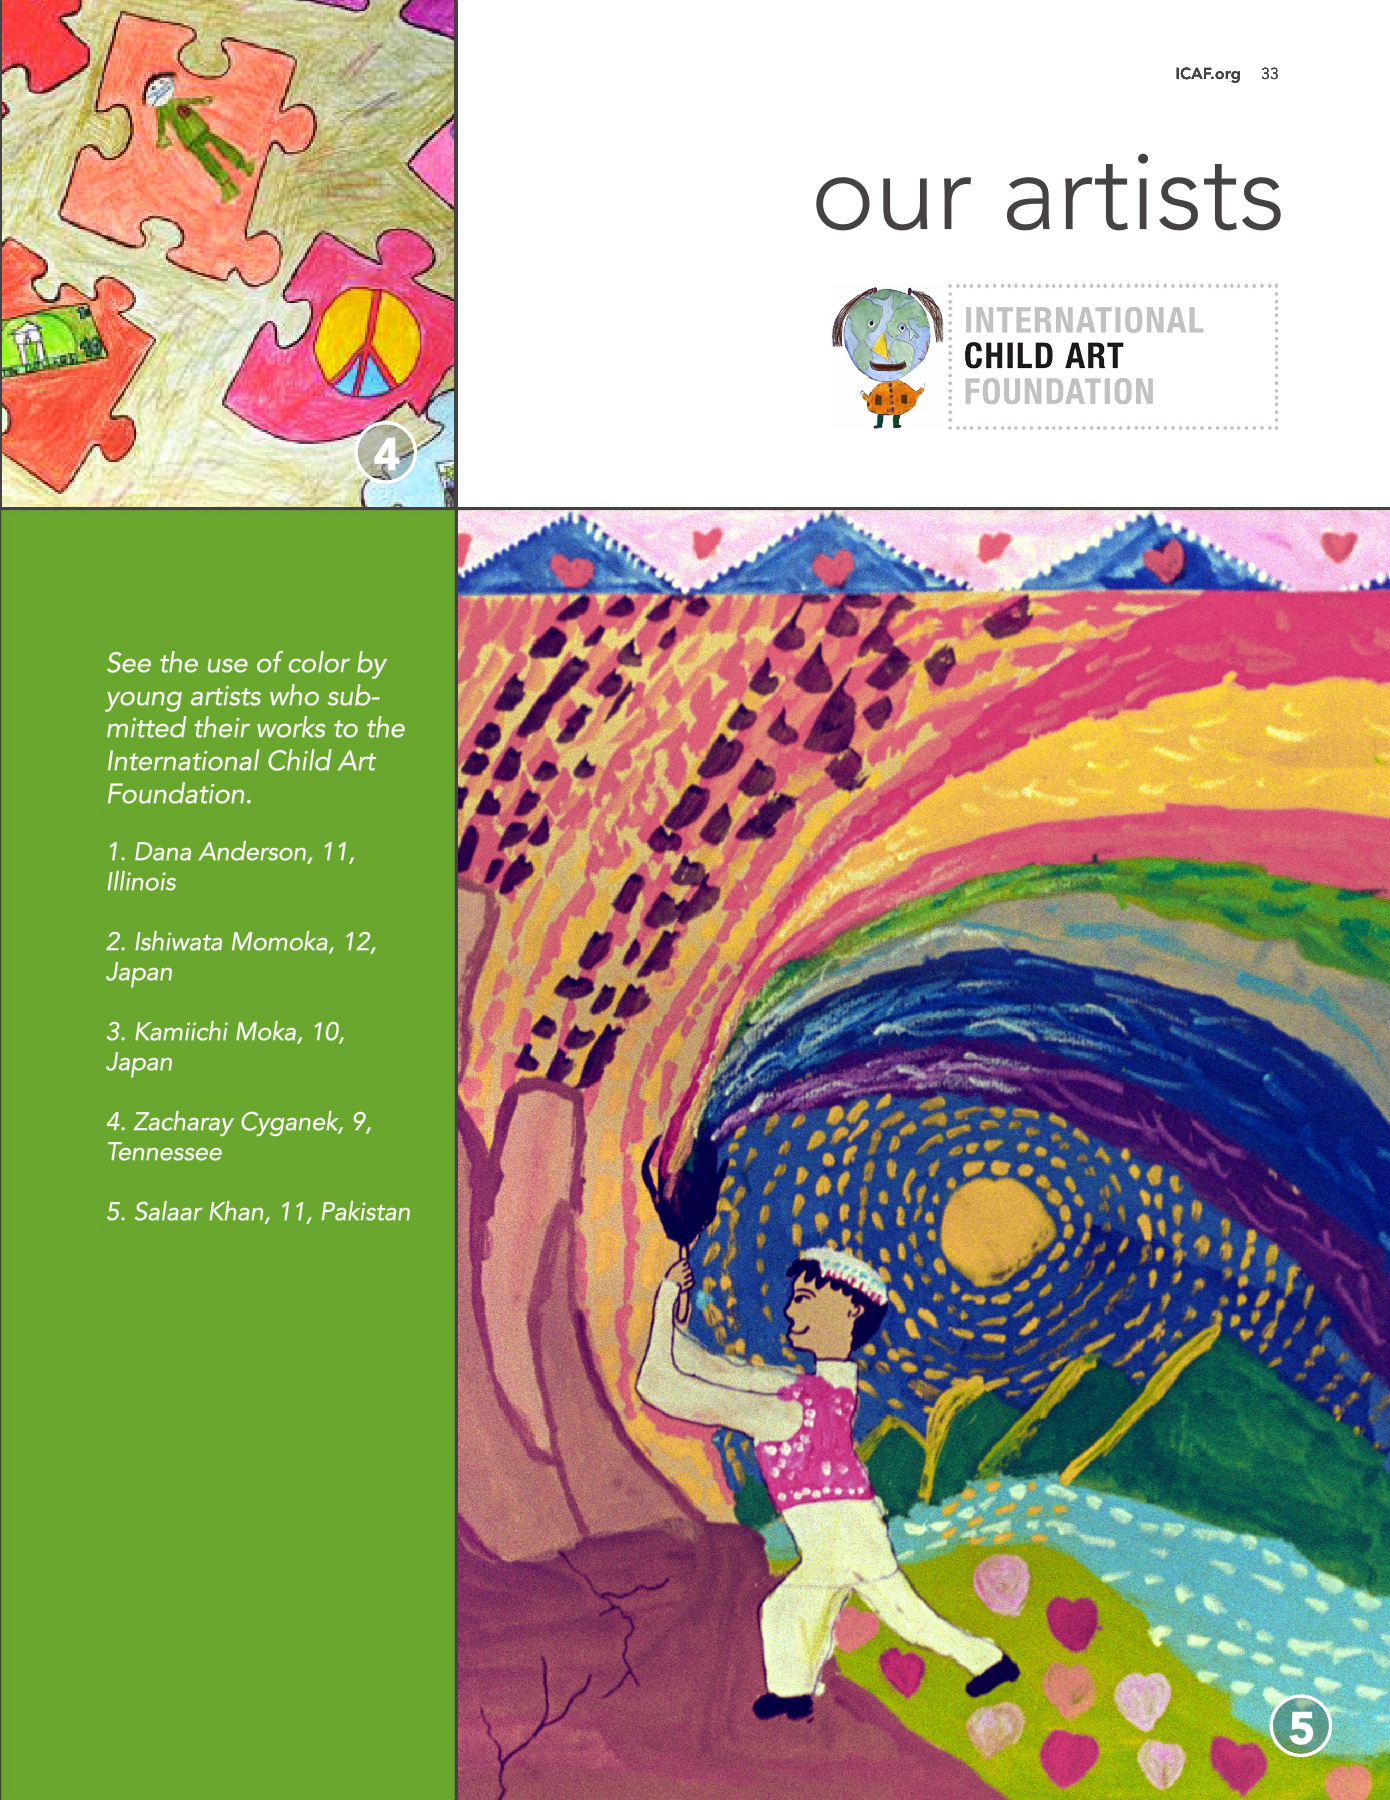 ICAF.org 33
our artists
INTERNATIONAL
CHILD ART
FOUNDATION
4
See the use of color by
young artists who sub-
mitted their works to the
International Child Art
Foundation.
1. Dana Anderson, 11,
Illinois
2. Ishiwata Momoka, 12,
Japan
3. Kamiichi Moka, 10,
Japan
4. Zacharay Cyganek, 9,
Tennessee
5. Salaar Khan, 11, Pakistan
5